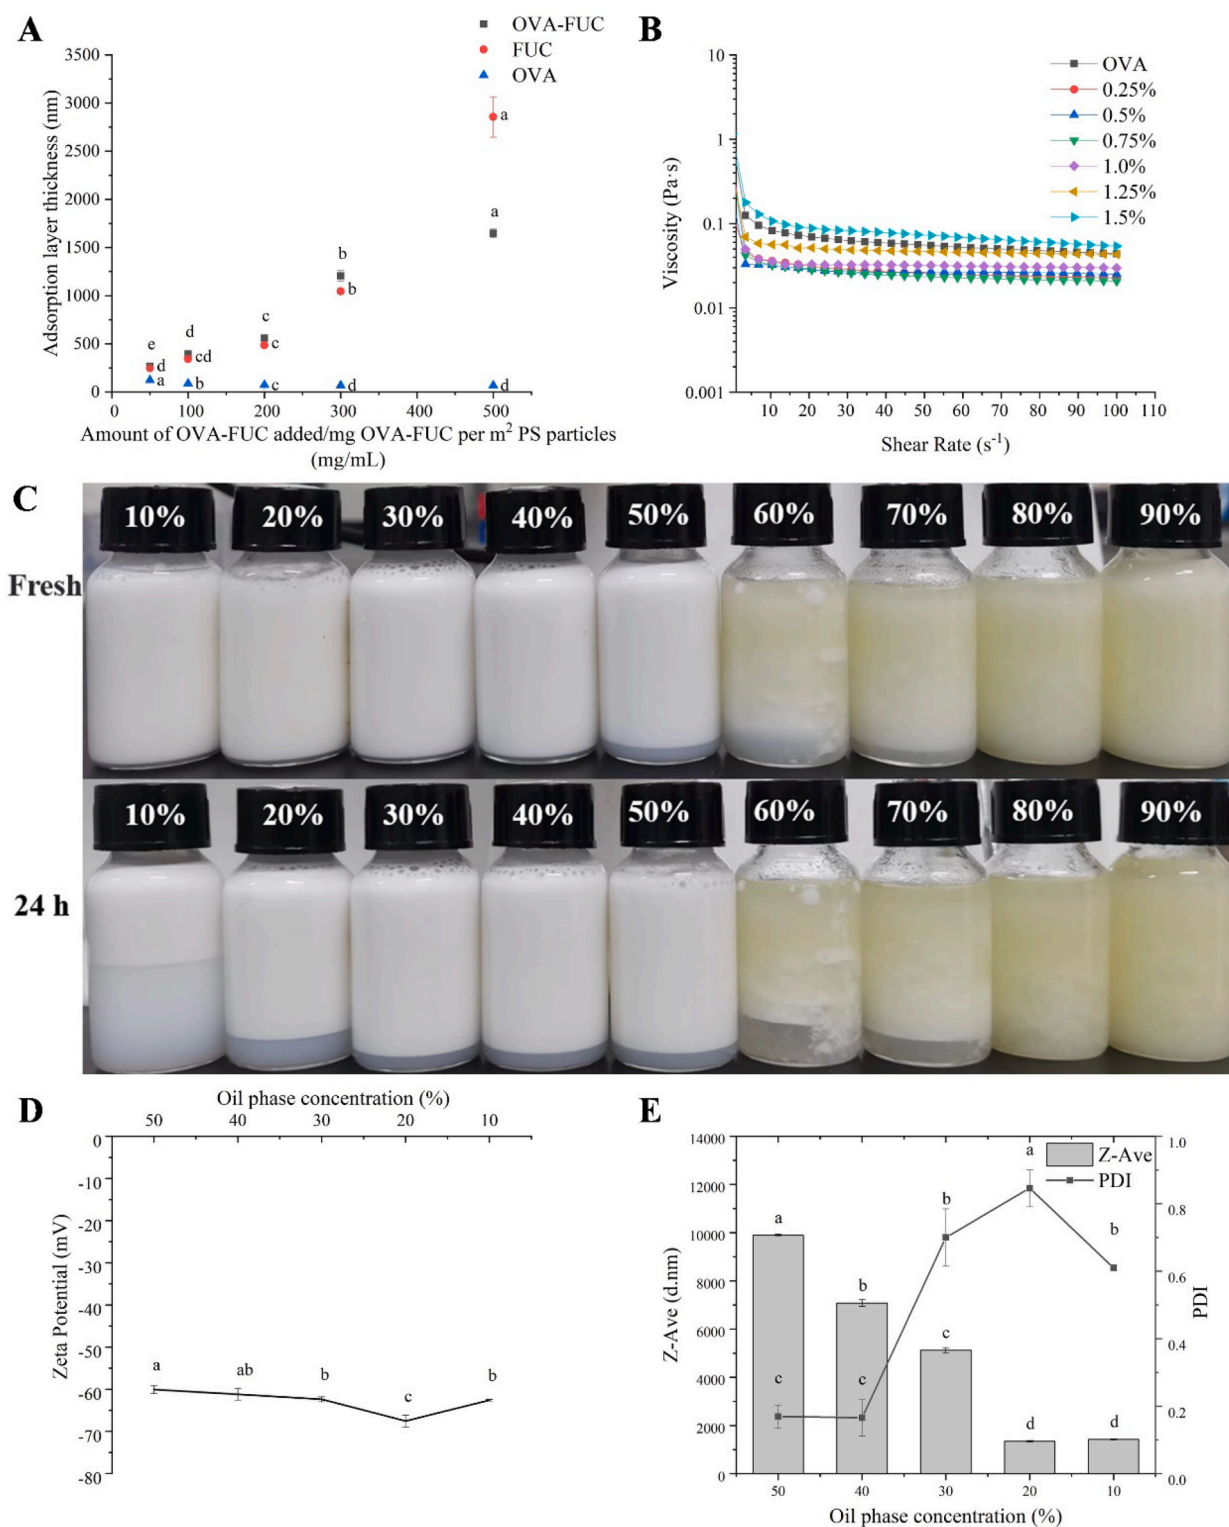 A
OVA-FUC
FUC
OVA
3500
3000
2500
2000
1500
1000
500
0
Adsorption layer thickness (nm)
a
a
b
b
c
c
d
cd
e
d
a
b
c
d
d
0
100
200
300
400
500
Amount of OVA-FUC added/mg OVA-FUC per m² PS particles
(mg/mL)
B
OVA
0.25%
0.5%
0.75%
1.0%
1.25%
1.5%
10
1
0.1
0.01
0.001
Viscosity (Pa·s)
10 20 30 40 50 60 70 80 90 100 110
Shear Rate (s⁻¹)
C
Fresh
10% 20% 30% 40% 50% 60% 70% 80% 90%
24 h
10% 20% 30% 40% 50% 60% 70% 80% 90%
D
Oil phase concentration (%)
50 40 30 20 10
0
-10
-20
-30
-40
-50
-60
-70
-80
Zeta Potential (mV)
a ab b c b
E
Z-Ave
PDI
14000
12000
10000
8000
6000
4000
2000
0
Z-Ave (d.nm)
a
b
c
d
d
c
c
b
a
b
1.0
0.8
0.6
0.4
0.2
0.0
PDI
50 40 30 20 10
Oil phase concentration (%)